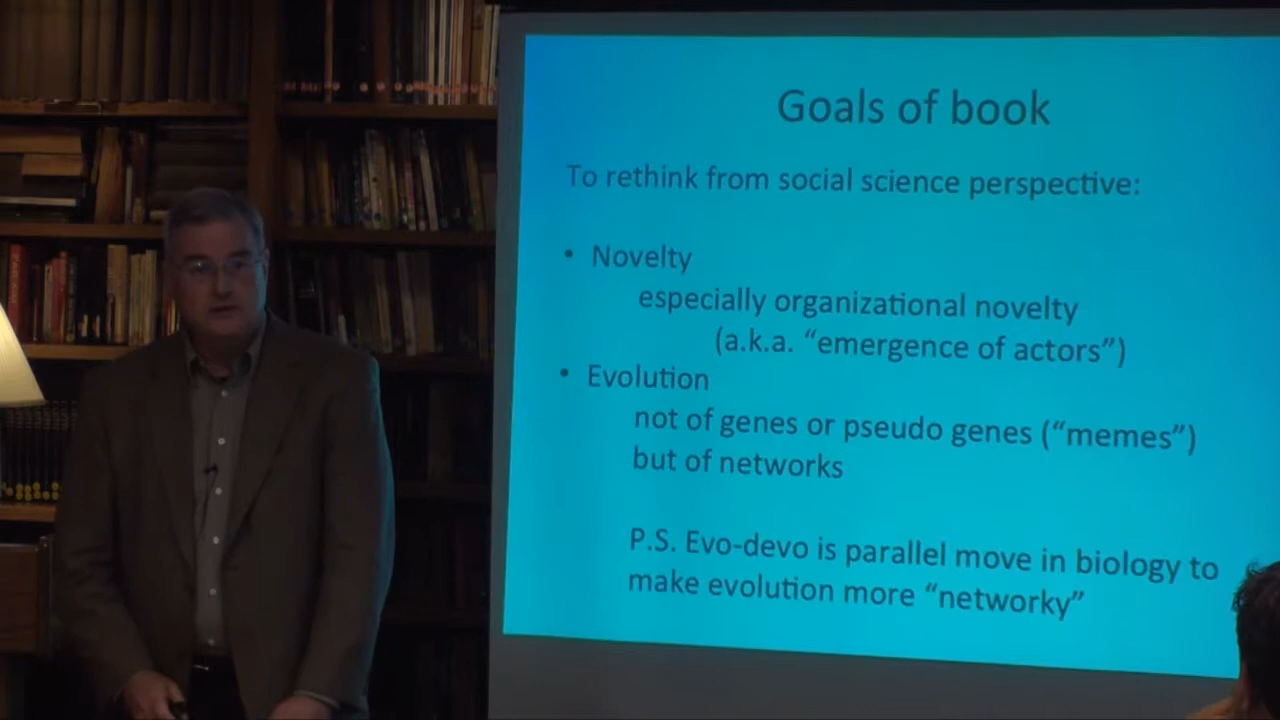 Goals of book
To rethink from social science perspective:
• Novelty
especially organizational novelty
(a.k.a. “emergence of actors”)
• Evolution
not of genes or pseudo genes (“memes”)
but of networks
P.S. Evo-devo is parallel move in biology to
make evolution more “networky”